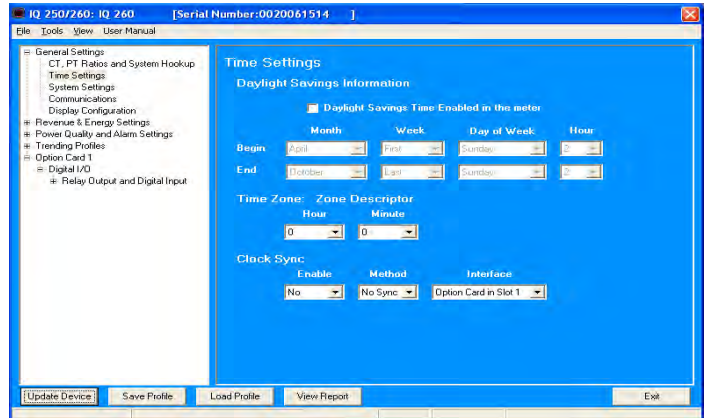 IQ 250/260: IQ 260 [Serial Number:0020061514 ]
File Tools View User Manual
General Settings
CT, PT Ratios and System Hookup
Time Settings
System Settings
Communications
Display Configuration
Revenue & Energy Settings
Power Quality and Alarm Settings
Trending Profiles
Option Card 1
Digital I/O
Relay Output and Digital Input
Time Settings
Daylight Savings Information
Daylight Savings Time Enabled in the meter
Month Week Day of Week Hour
Begin April First Sunday 2
End October Last Sunday 2
Time Zone: Zone Descriptor
Hour Minute
0 0
Clock Sync
Enable Method Interface
No No Sync Option Card in Slot 1
Update Device Save Profile Load Profile View Report Exit